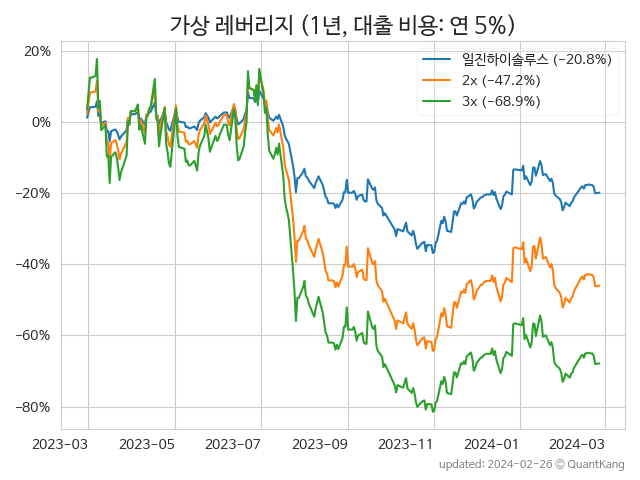 가상 레버리지 (1년, 대출 비용: 연 5%)
20%
0%
−20%
−40%
−60%
−80%
일진하이솔루스 (−20.8%)
2x (−47.2%)
3x (−68.9%)
2023-03 2023-05 2023-07 2023-09 2023-11 2024-01 2024-03
updated: 2024-02-26 © QuantKang